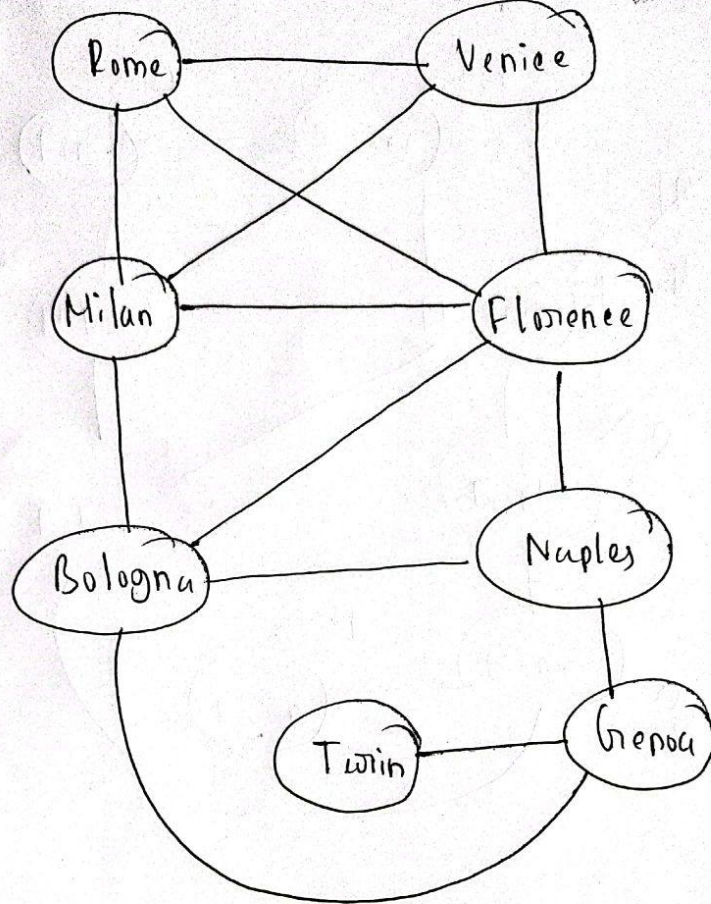 Rome
Venice
Milan
Florence
Bologna
Naples
Turin
Genoa